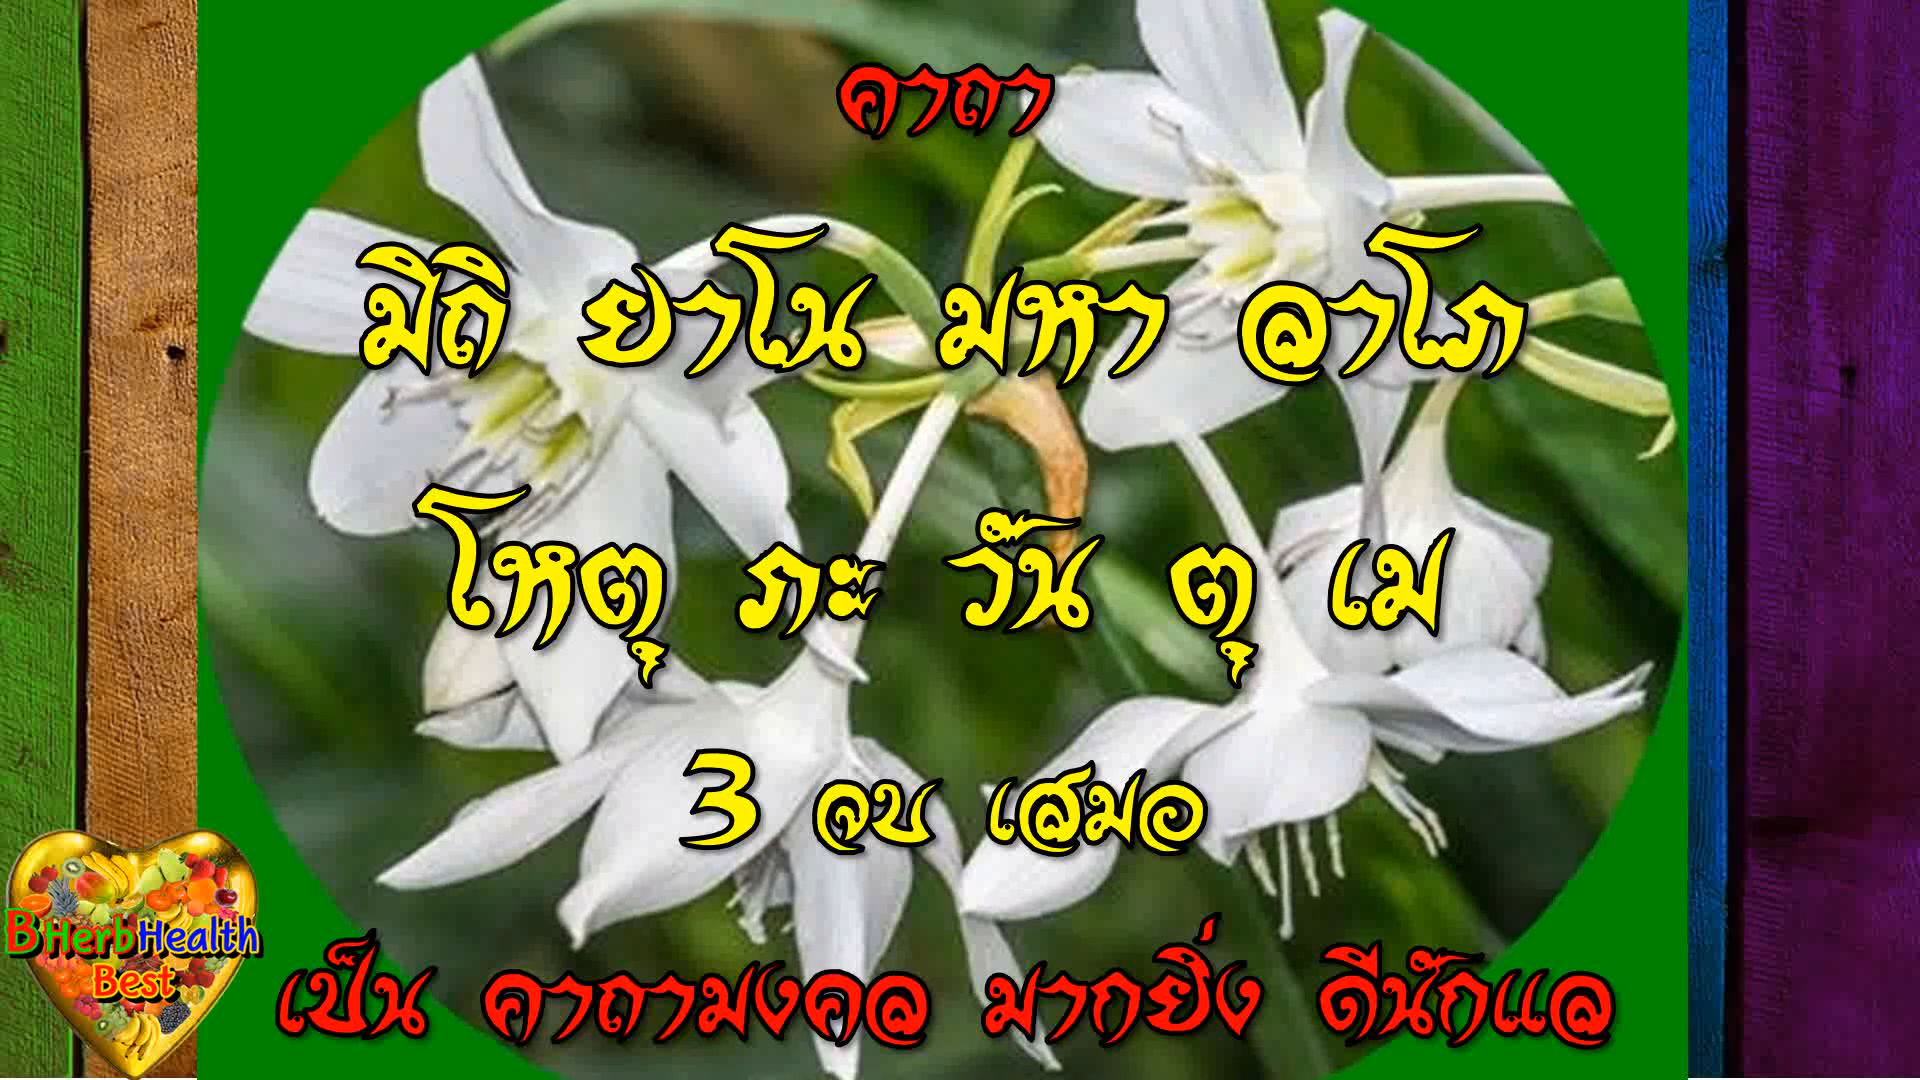 คาถา
มิถิ ยาโน มหา ลาโภ
โหตุ ภะ วัน ตุ เม
3 จบ เสมอ
เป็น คาถามงคล มากยิ่ง ดีนักแล
B HerbHealth
Best